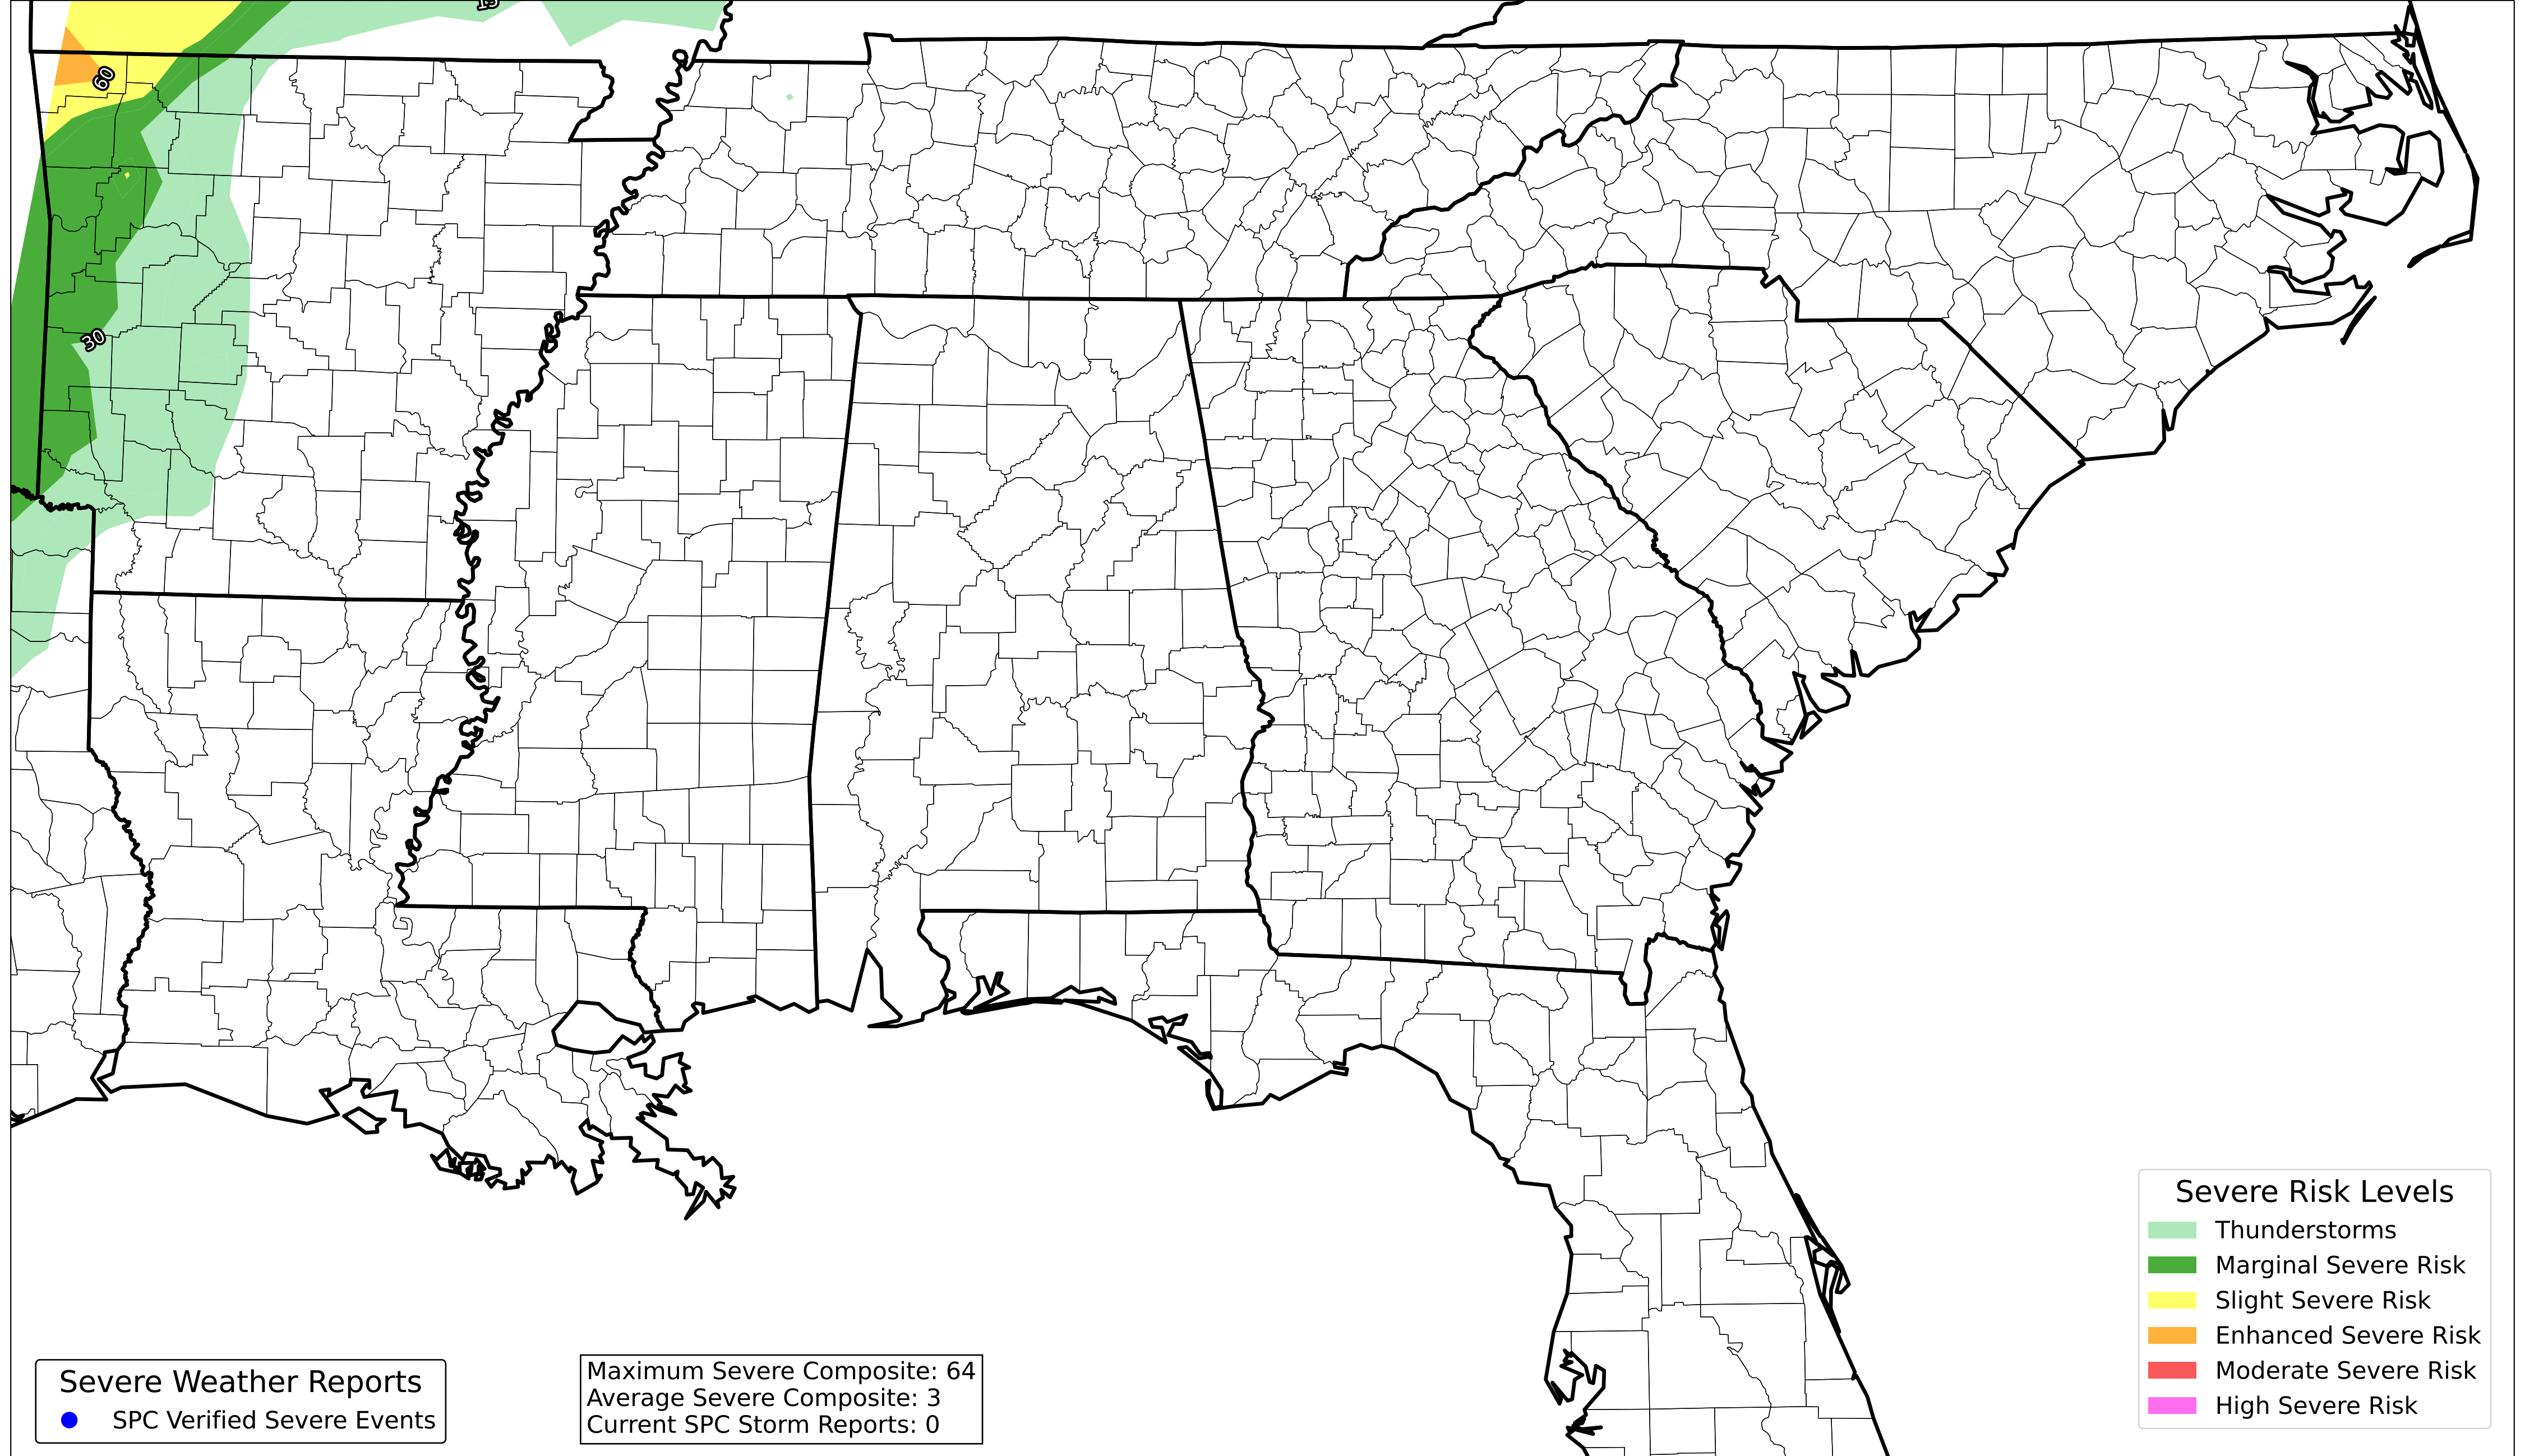 15
60
30
Severe Risk Levels
Thunderstorms
Marginal Severe Risk
Slight Severe Risk
Enhanced Severe Risk
Moderate Severe Risk
High Severe Risk
Severe Weather Reports
SPC Verified Severe Events
Maximum Severe Composite: 64
Average Severe Composite: 3
Current SPC Storm Reports: 0